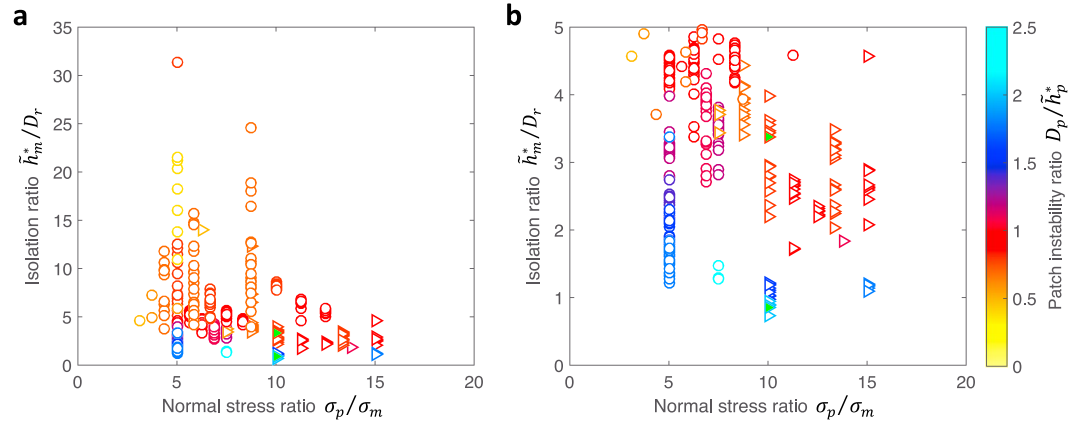 a
35
30
25
20
15
10
5
0
Isolation ratio h̃*m/Dr
0 5 10 15 20
Normal stress ratio σp/σm
b
5
4
3
2
1
0
Isolation ratio h̃*m/Dr
0 5 10 15 20
Normal stress ratio σp/σm
2.5
2
1.5
1
0.5
0
Patch instability ratio Dp/h̃*p